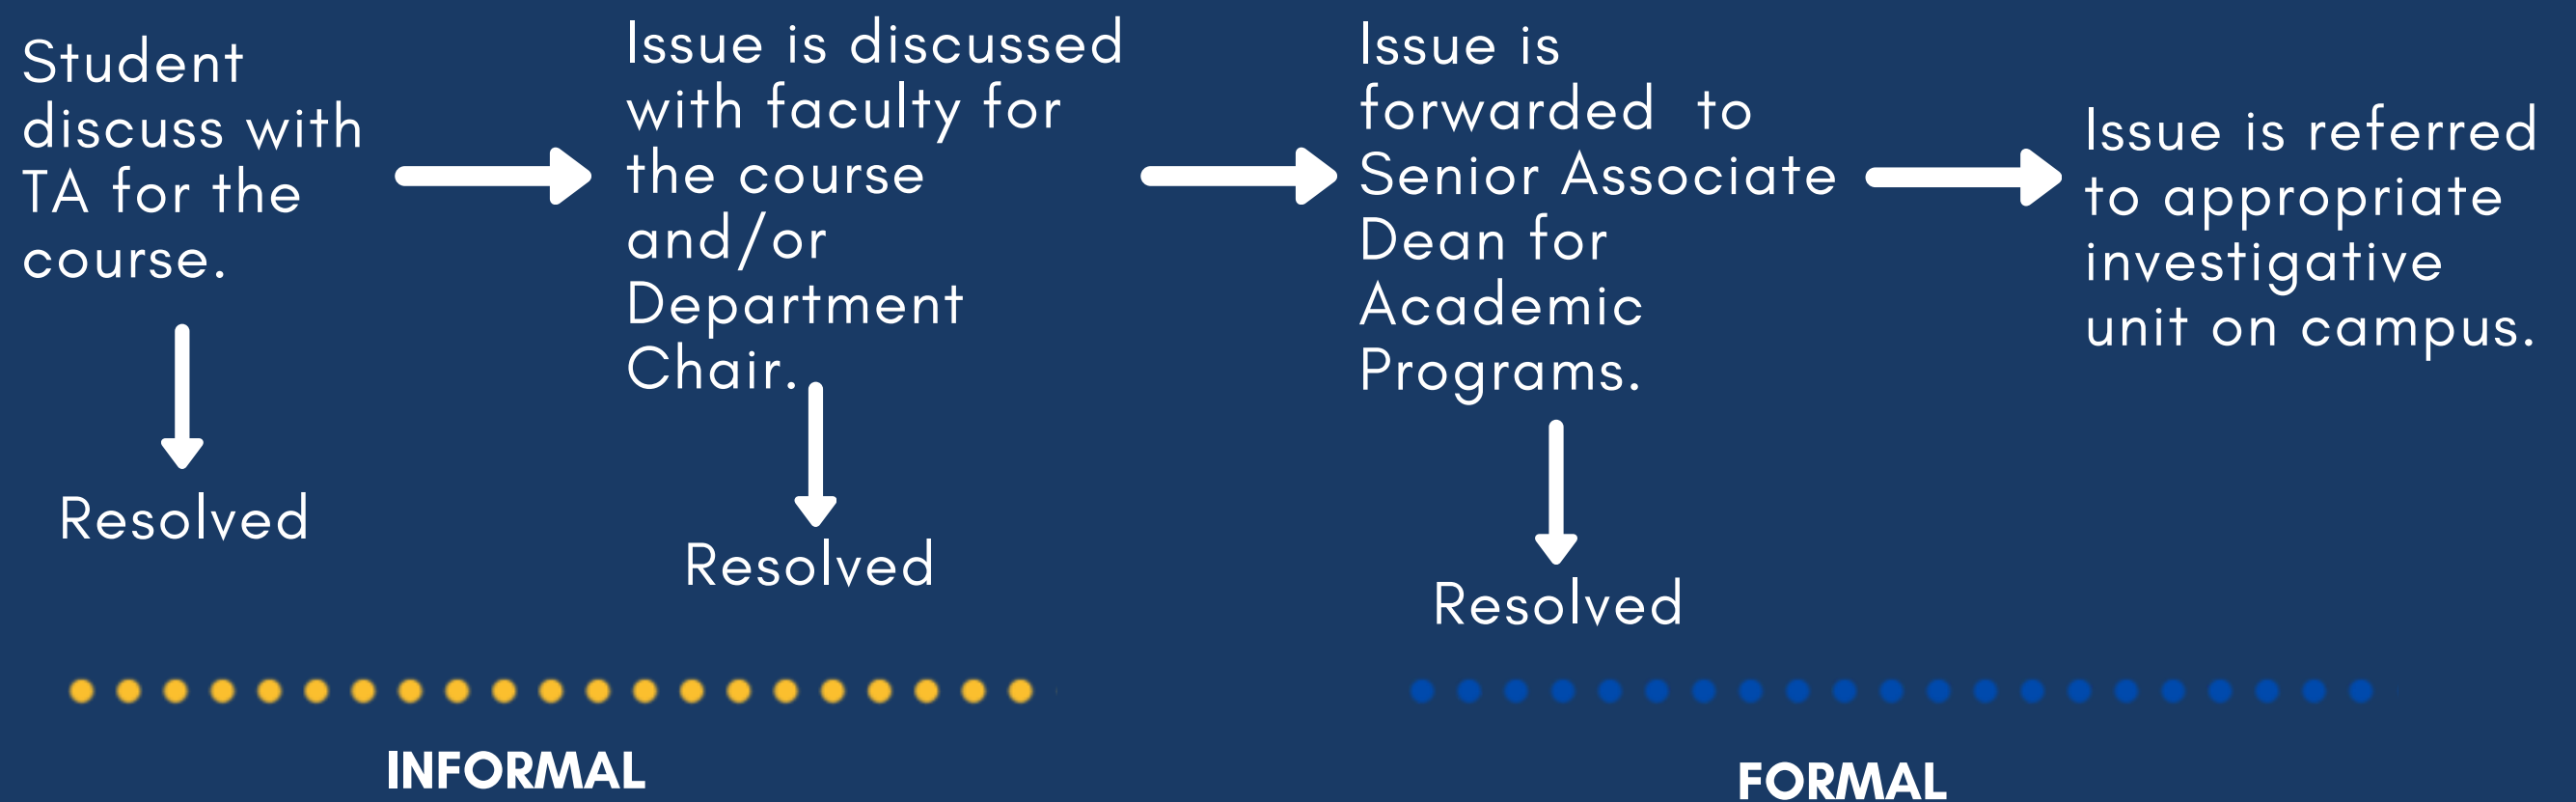 Student
discuss with
TA for the
course.
Resolved
Issue is discussed
with faculty for
the course
and/or
Department
Chair.
Resolved
Issue is
forwarded to
Senior Associate
Dean for
Academic
Programs.
Resolved
Issue is referred
to appropriate
investigative
unit on campus.
INFORMAL
FORMAL